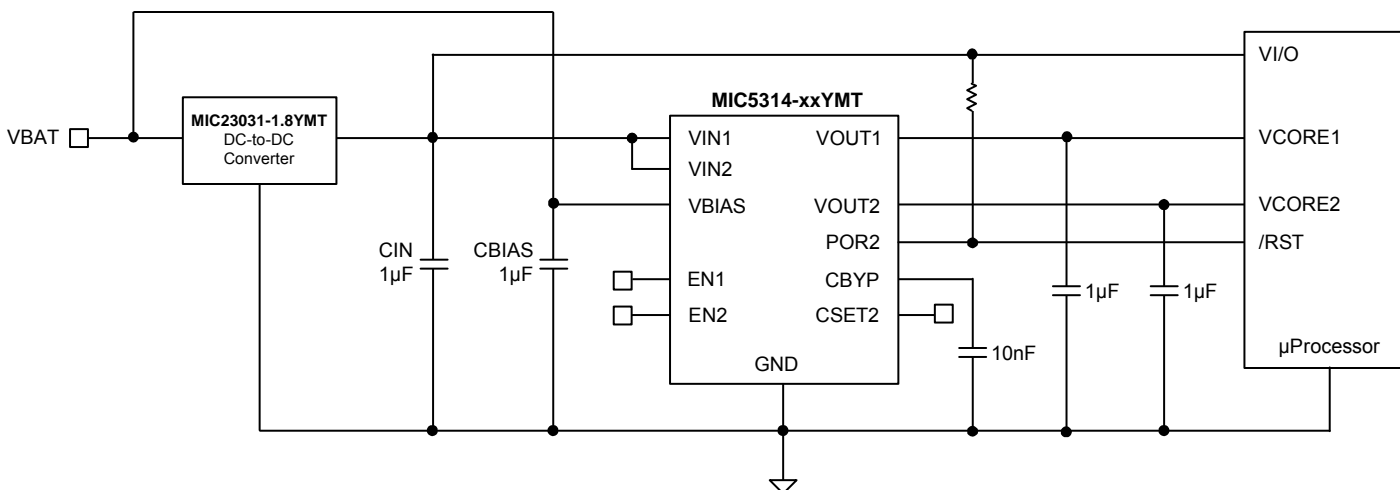 VBAT
MIC23031-1.8YMT
DC-to-DC
Converter
CIN
1µF
CBIAS
1µF
MIC5314-xxYMT
VIN1
VIN2
VBIAS
EN1
EN2
GND
VOUT1
VOUT2
POR2
CBYP
CSET2
10nF
1µF
1µF
VI/O
VCORE1
VCORE2
/RST
µProcessor